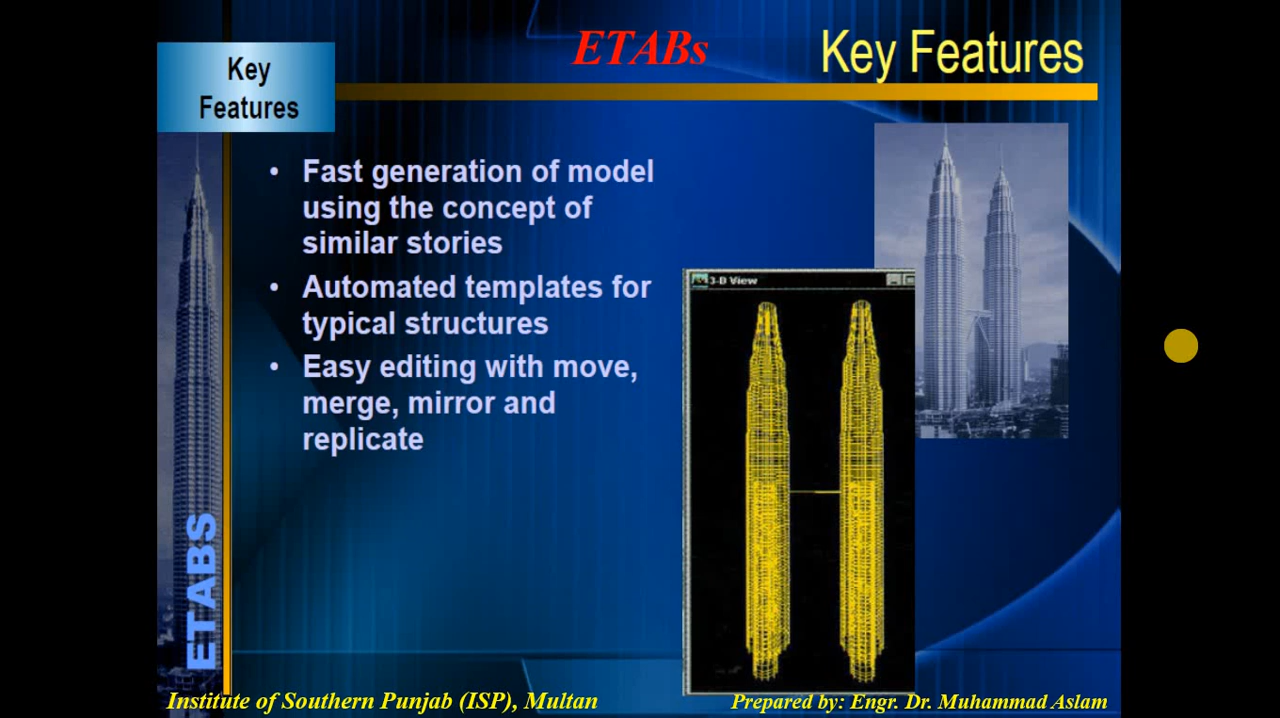 ETABs
Key Features
Key
Features
• Fast generation of model
using the concept of
similar stories
• Automated templates for
typical structures
• Easy editing with move,
merge, mirror and
replicate
3-D View
ETABS
Institute of Southern Punjab (ISP), Multan
Prepared by: Engr. Dr. Muhammad Aslam